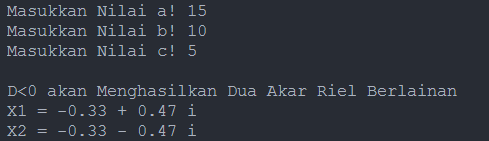 Masukkan Nilai a! 15
Masukkan Nilai b! 10
Masukkan Nilai c! 5
D<0 akan Menghasilkan Dua Akar Riel Berlainan
X1 = -0.33 + 0.47 i
X2 = -0.33 - 0.47 i